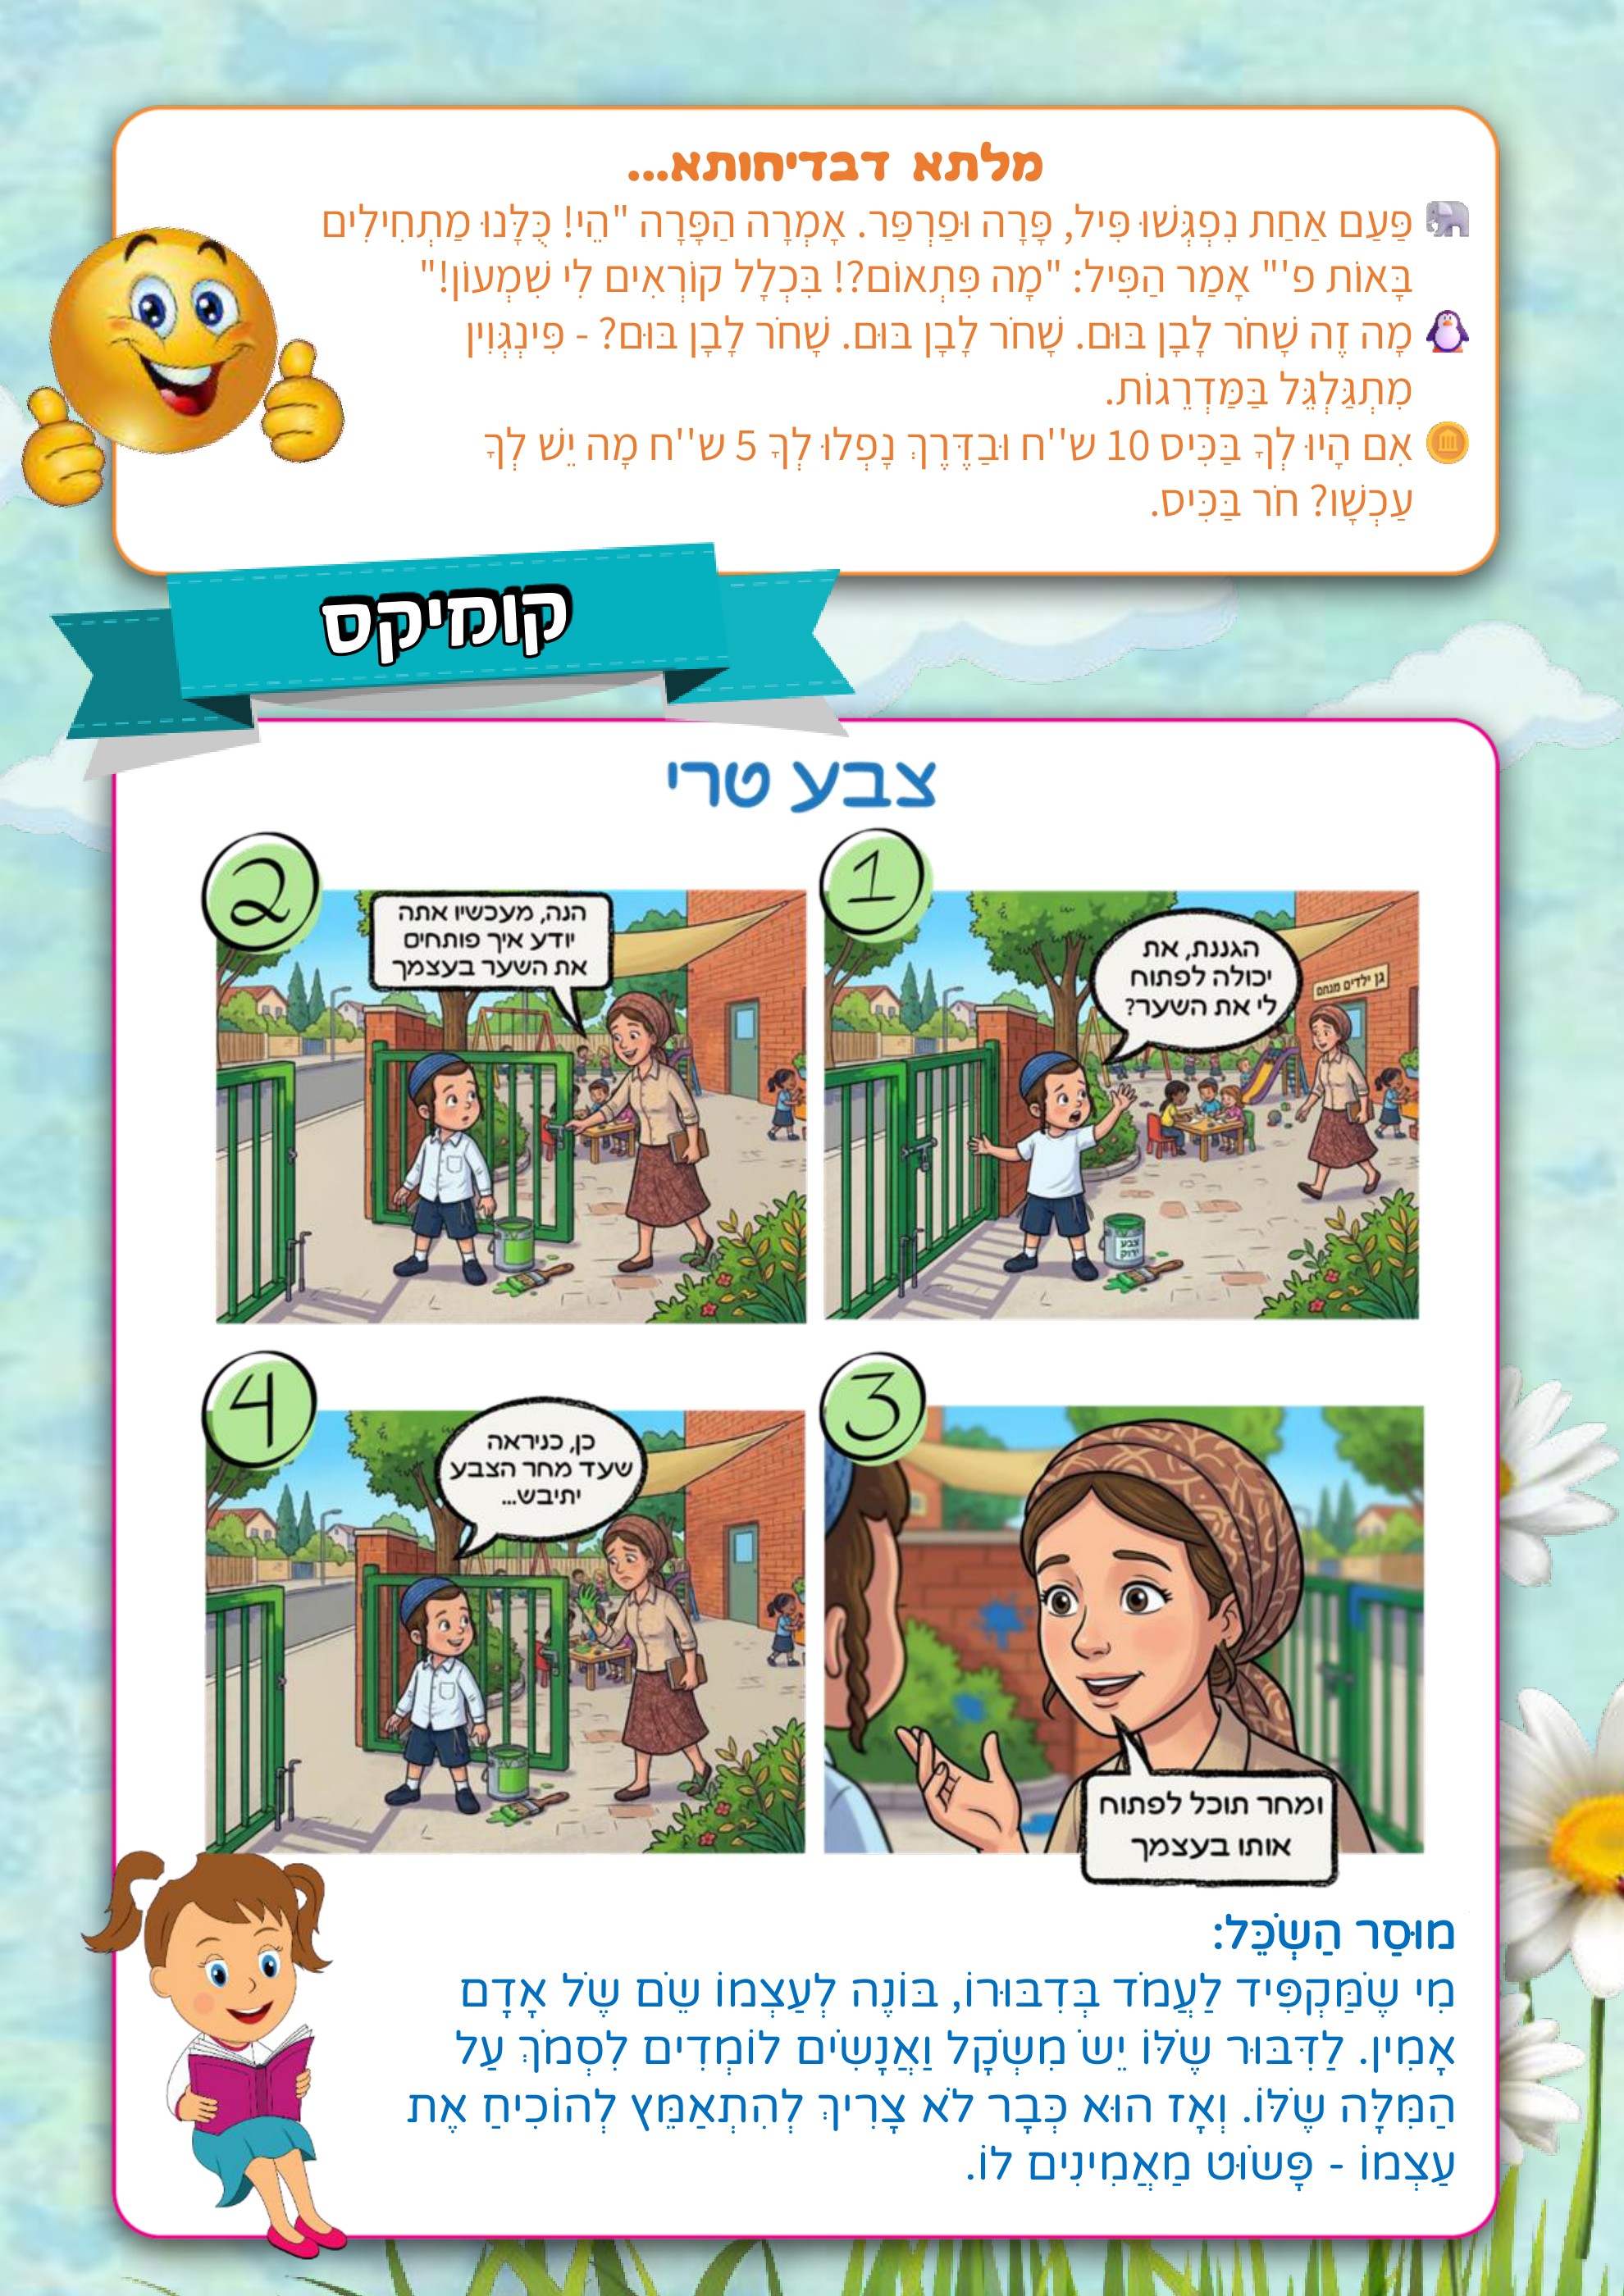 מלתא דבדיחותא...
פַּעַם אַחַת נִפְגְּשׁוּ פִּיל, פָּרָה וּפַרְפַּר. אָמְרָה הַפָּרָה "הֵי! כֻּלָּנוּ מַתְחִילִים
בָּאוֹת פ'" אָמַר הַפִּיל: "מָה פִּתְאוֹם?! בִּכְלָל קוֹרְאִים לִי שִׁמְעוֹן!"
מָה זֶה שָׁחֹר לָבָן בּוּם. שָׁחֹר לָבָן בּוּם. שָׁחֹר לָבָן בּוּם? - פִּינְגְּוִין
מִתְגַּלְגֵּל בַּמַּדְרֵגוֹת.
אִם הָיוּ לְךָ בַּכִּיס 10 ש''ח וּבַדֶּרֶךְ נָפְלוּ לְךָ 5 ש''ח מָה יֵשׁ לְךָ
עַכְשָׁו? חֹר בַּכִּיס.
קומיקס
צבע טרי
1
הגננת, את
יכולה לפתוח
לי את השער?
גן ילדים מנחם
צבע
ירוק
2
הנה, מעכשיו אתה
יודע איך פותחים
את השער בעצמך
3
ומחר תוכל לפתוח
אותו בעצמך
4
כן, כניראה
שעד מחר הצבע
יתיבש...
מוּסַר הַשְׂכֵּל:
מִי שֶׁמַּקְפִּיד לַעֲמֹד בְּדִבּוּרוֹ, בּוֹנֶה לְעַצְמוֹ שֵׁם שֶׁל אָדָם
אָמִין. לַדִּבּוּר שֶׁלּוֹ יֵשׁ מִשְׁקָל וַאֲנָשִׁים לוֹמְדִים לִסְמֹךְ עַל
הַמִּלָּה שֶׁלּוֹ. וְאָז הוּא כְּבָר לֹא צָרִיךְ לְהִתְאַמֵּץ לְהוֹכִיחַ אֶת
עַצְמוֹ - פָּשׁוּט מַאֲמִינִים לוֹ.